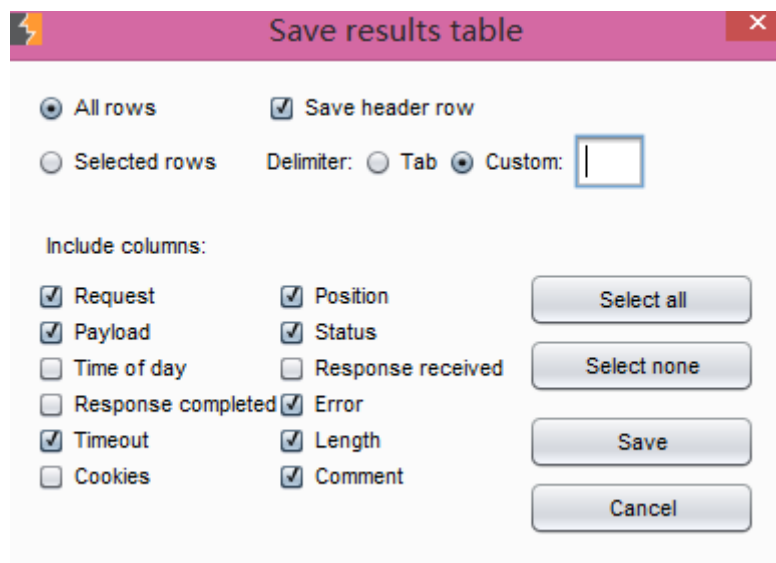 Save results table
All rows Save header row
Selected rows Delimiter: Tab Custom:
Include columns:
Request Position Select all
Payload Status
Time of day Response received Select none
Response completed Error
Timeout Length Save
Cookies Comment
Cancel